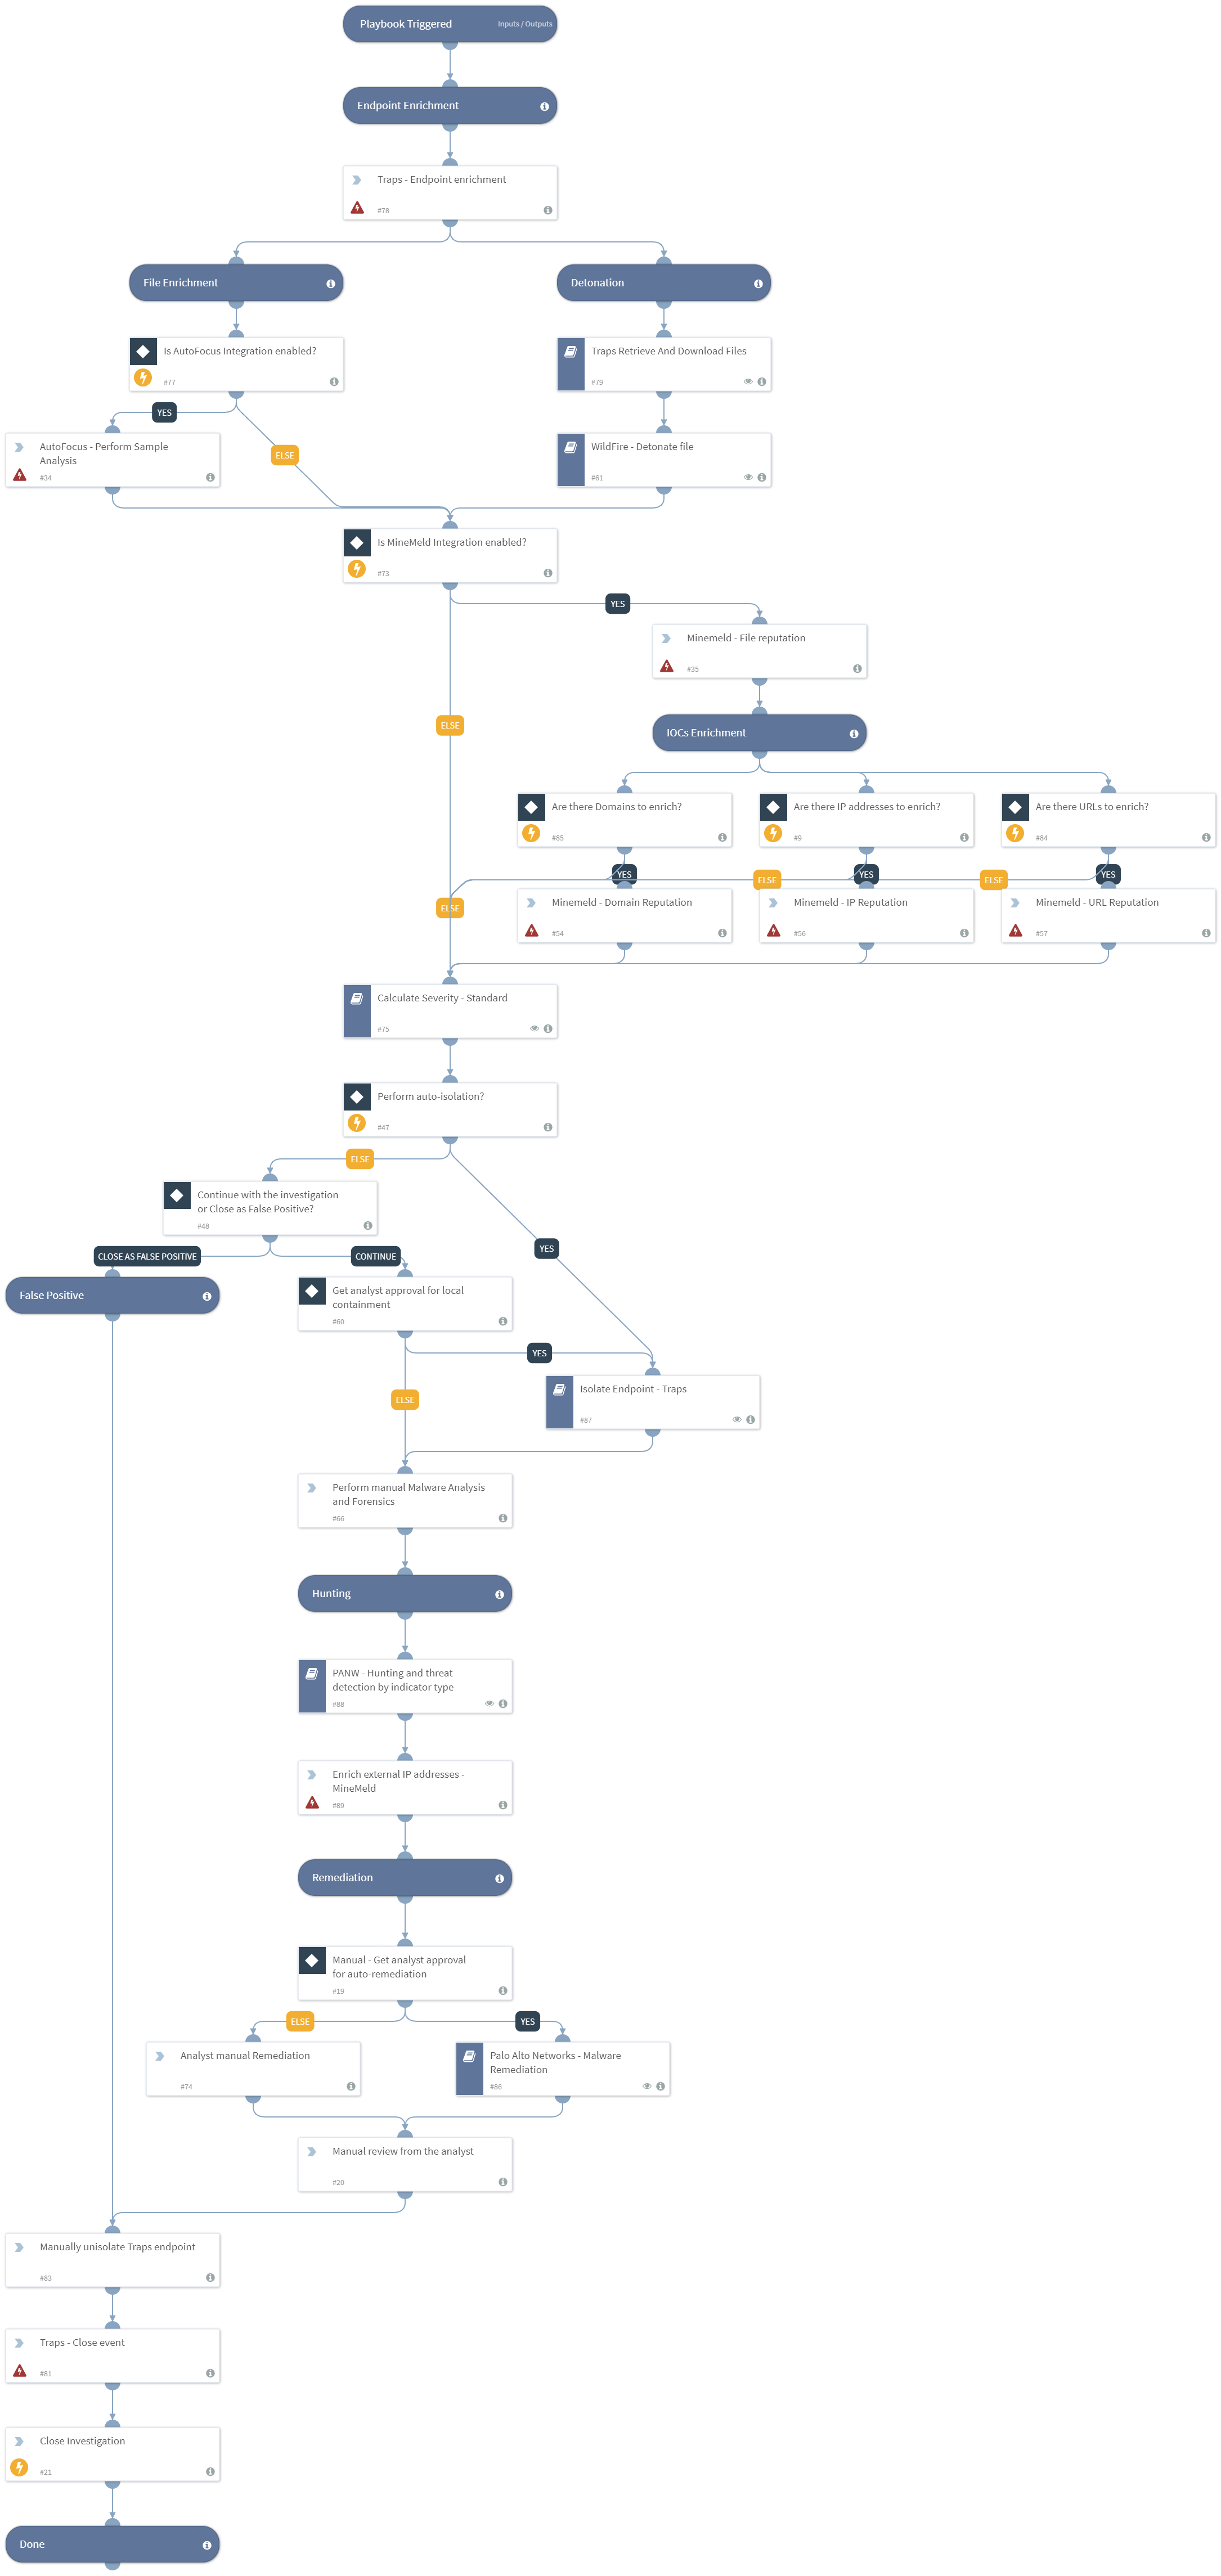 Playbook Triggered
Inputs / Outputs
Endpoint Enrichment
Traps - Endpoint enrichment
#78
File Enrichment
Detonation
Is AutoFocus Integration enabled?
#77
Traps Retrieve And Download Files
#79
YES
ELSE
AutoFocus - Perform Sample
Analysis
#34
WildFire - Detonate file
#61
Is MineMeld Integration enabled?
#73
YES
Minemeld - File reputation
#35
ELSE
IOCs Enrichment
Are there Domains to enrich?
#85
Are there IP addresses to enrich?
#9
Are there URLs to enrich?
#84
YES
ELSE
YES
ELSE
YES
ELSE
Minemeld - Domain Reputation
#54
Minemeld - IP Reputation
#56
Minemeld - URL Reputation
#57
Calculate Severity - Standard
#75
Perform auto-isolation?
#47
ELSE
Continue with the investigation
or Close as False Positive?
#48
YES
CLOSE AS FALSE POSITIVE
CONTINUE
False Positive
Get analyst approval for local
containment
#60
YES
ELSE
Isolate Endpoint - Traps
#87
Perform manual Malware Analysis
and Forensics
#66
Hunting
PANW - Hunting and threat
detection by indicator type
#88
Enrich external IP addresses -
MineMeld
#89
Remediation
Manual - Get analyst approval
for auto-remediation
#19
ELSE
YES
Analyst manual Remediation
#74
Palo Alto Networks - Malware
Remediation
#86
Manual review from the analyst
#20
Manually unisolate Traps endpoint
#83
Traps - Close event
#81
Close Investigation
#21
Done